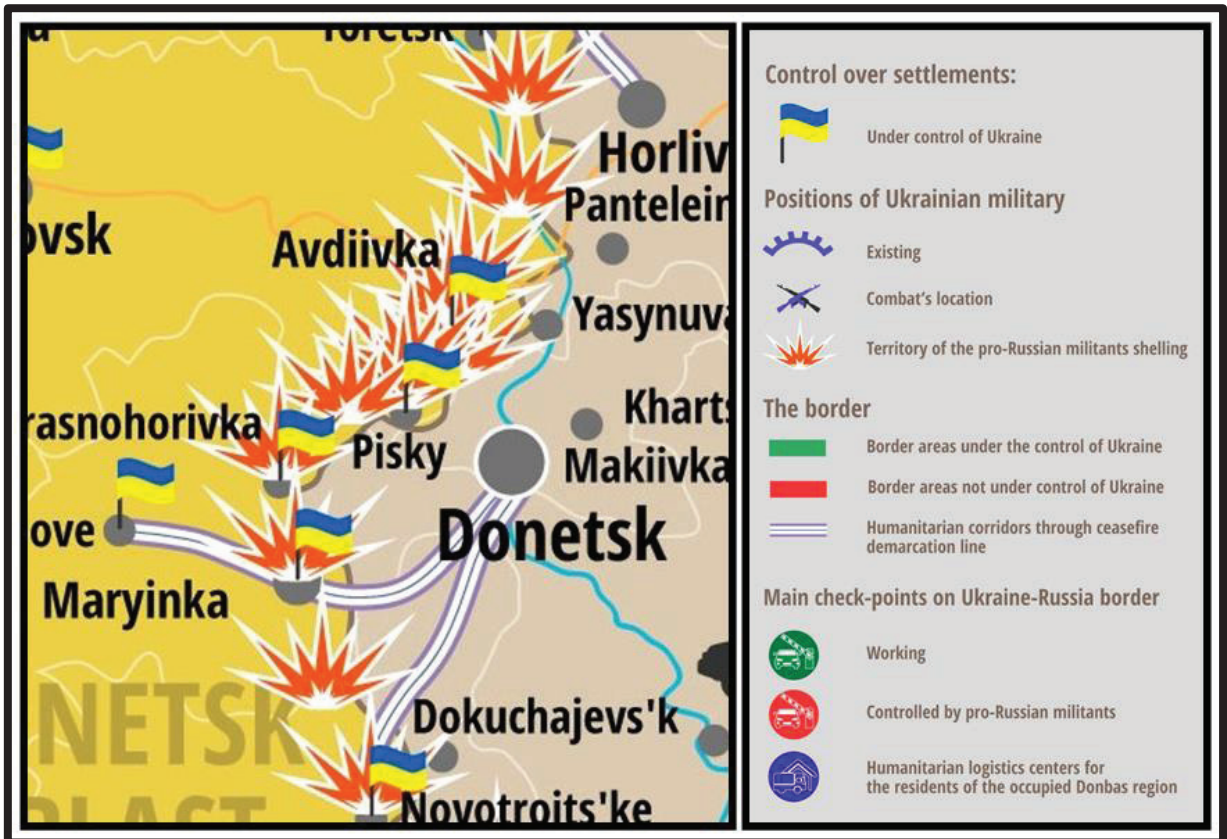 Toretsk
Horliv
Pantelein
ovsk
Avdiivka
Yasynuva
Kharts
rasnohorivka
Pisky
Makiivka
ove
Donetsk
Maryinka
NETSK
Dokuchajevs'k
Novotroits'ke
BLAST
Control over settlements:
Under control of Ukraine
Positions of Ukrainian military
Existing
Combat's location
Territory of the pro-Russian militants shelling
The border
Border areas under the control of Ukraine
Border areas not under control of Ukraine
Humanitarian corridors through ceasefire
demarcation line
Main check-points on Ukraine-Russia border
Working
Controlled by pro-Russian militants
Humanitarian logistics centers for
the residents of the occupied Donbas region